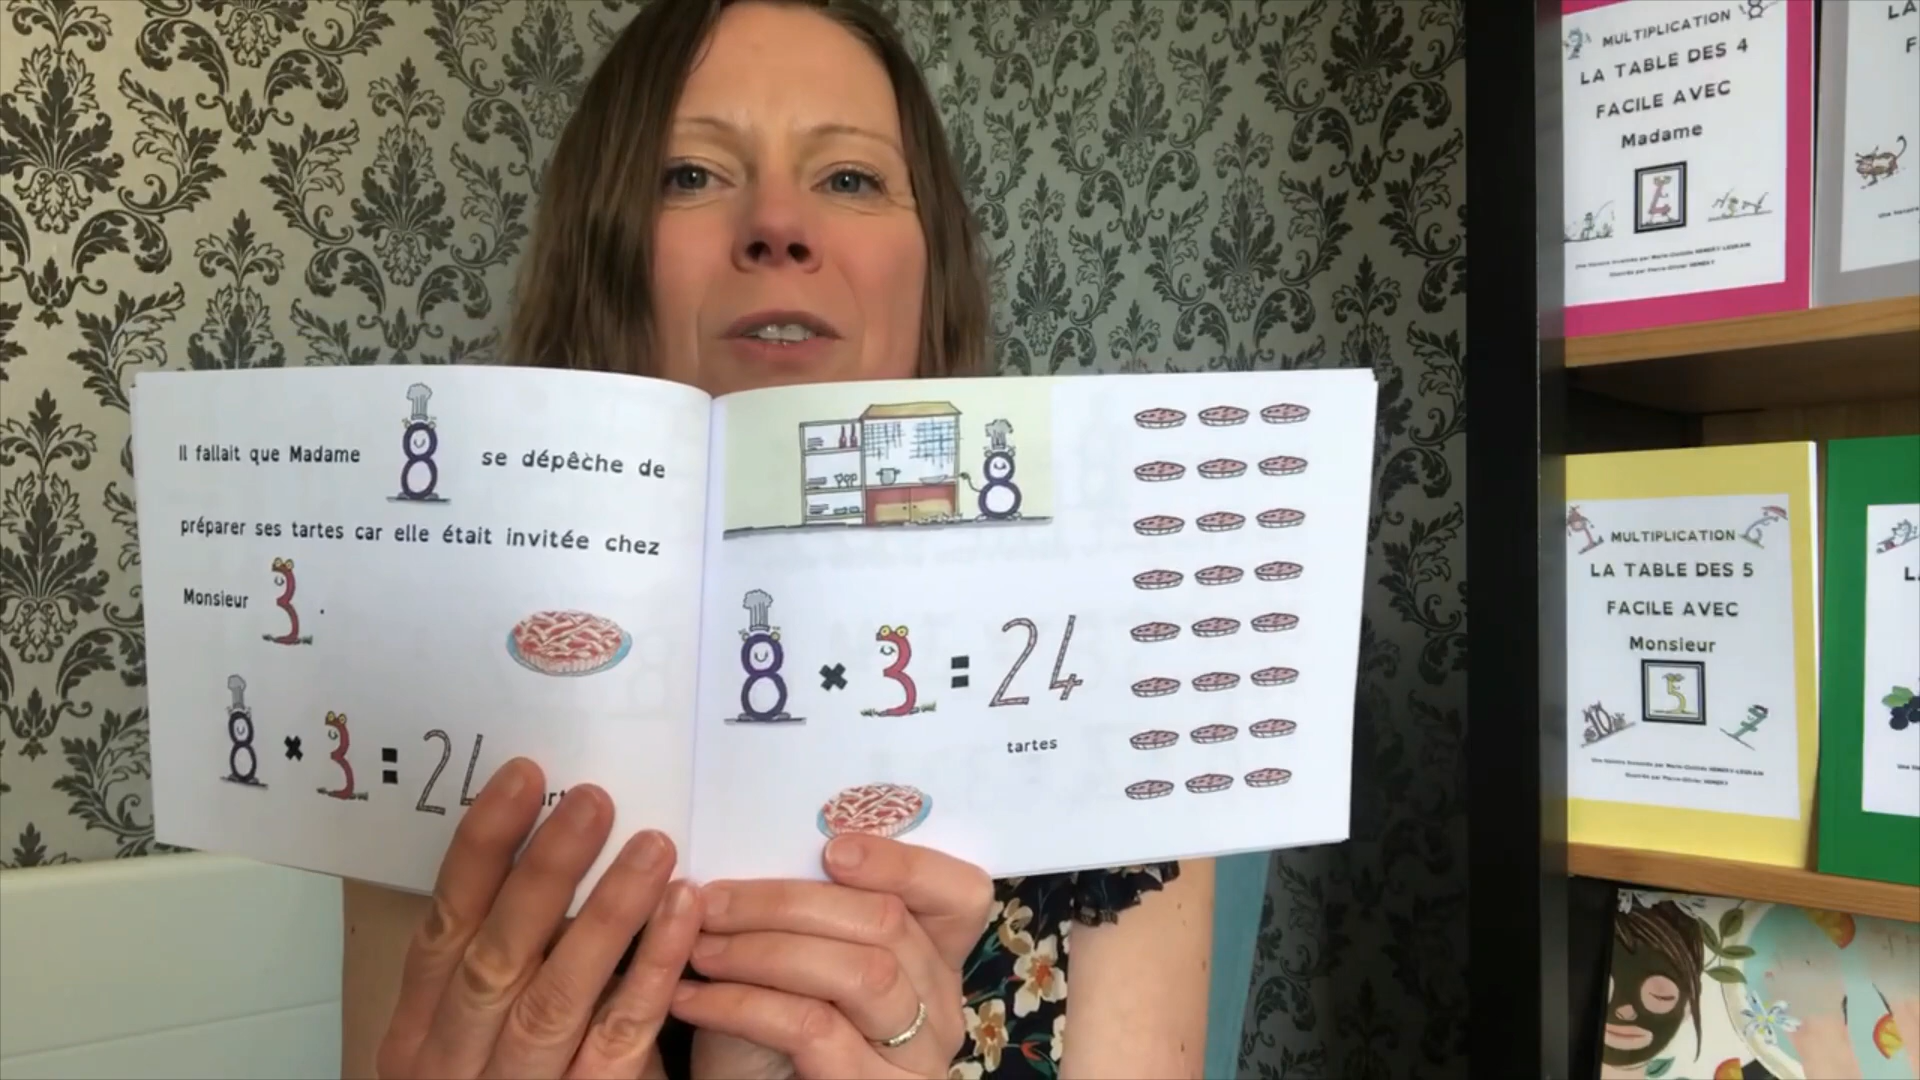 Il fallait que Madame 8 se dépêche de
préparer ses tartes car elle était invitée chez
Monsieur 3 .
8 × 3 = 24
8 × 3 = 24
tartes
MULTIPLICATION
LA TABLE DES 4
FACILE AVEC
Madame
4
MULTIPLICATION
LA TABLE DES 5
FACILE AVEC
Monsieur
5